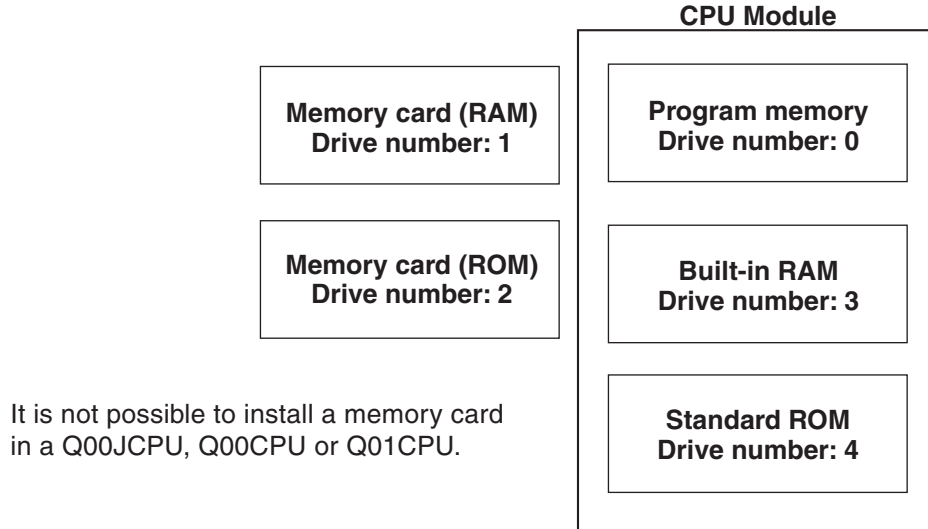 CPU Module
Memory card (RAM)
Drive number: 1
Program memory
Drive number: 0
Memory card (ROM)
Drive number: 2
Built-in RAM
Drive number: 3
It is not possible to install a memory card
in a Q00JCPU, Q00CPU or Q01CPU.
Standard ROM
Drive number: 4